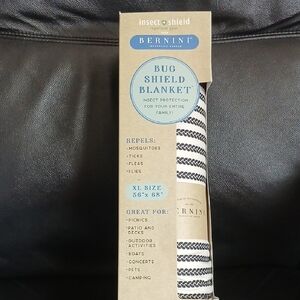 insect shield
BERNINI
BUG
SHIELD
BLANKET
INSECT PROTECTION
FOR YOUR ENTIRE
FAMILY!
REPELS:
-MOSQUITOES
-TICKS
-FLEAS
-FLIES
XL SIZE
56"x 68"
GREAT FOR:
-PICNICS
-PATIO AND
DECKS
-OUTDOOR
ACTIVITIES
-BOATS
-CONCERTS
-PETS
-CAMPING
BERNINI